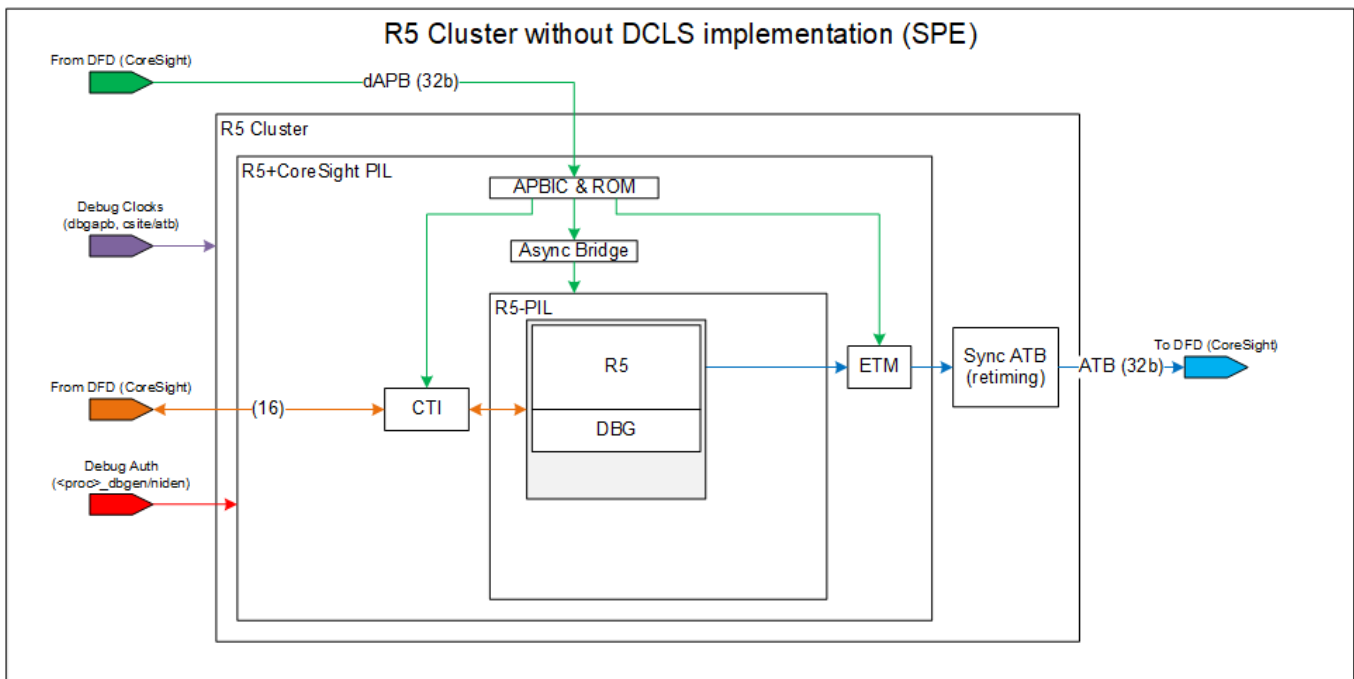 R5 Cluster without DCLS implementation (SPE)
From DFD (CoreSight)
dAPB (32b)
R5 Cluster
R5+CoreSight PIL
APBIC & ROM
Debug Clocks
(dbgapb, csite/atb)
Async Bridge
R5-PIL
R5
ETM
Sync ATB
(retiming)
ATB (32b)
To DFD (CoreSight)
From DFD (CoreSight)
(16)
CTI
DBG
Debug Auth
(<proc>_dbgen/niden)